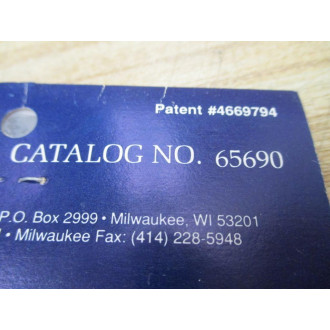 Patent #4669794
CATALOG NO. 65690
P.O. Box 2999 • Milwaukee, WI 53201
• Milwaukee Fax: (414) 228-5948